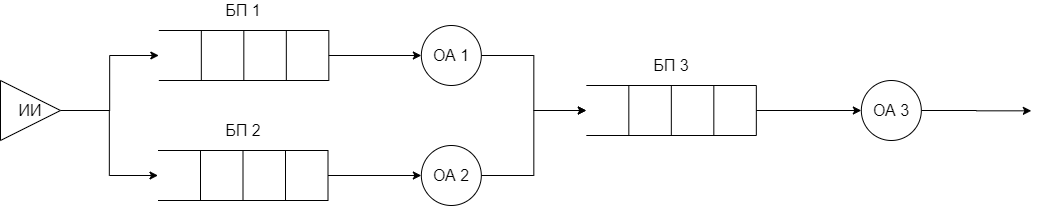 БП 1
ОА 1
БП 3
ИИ
ОА 3
БП 2
ОА 2